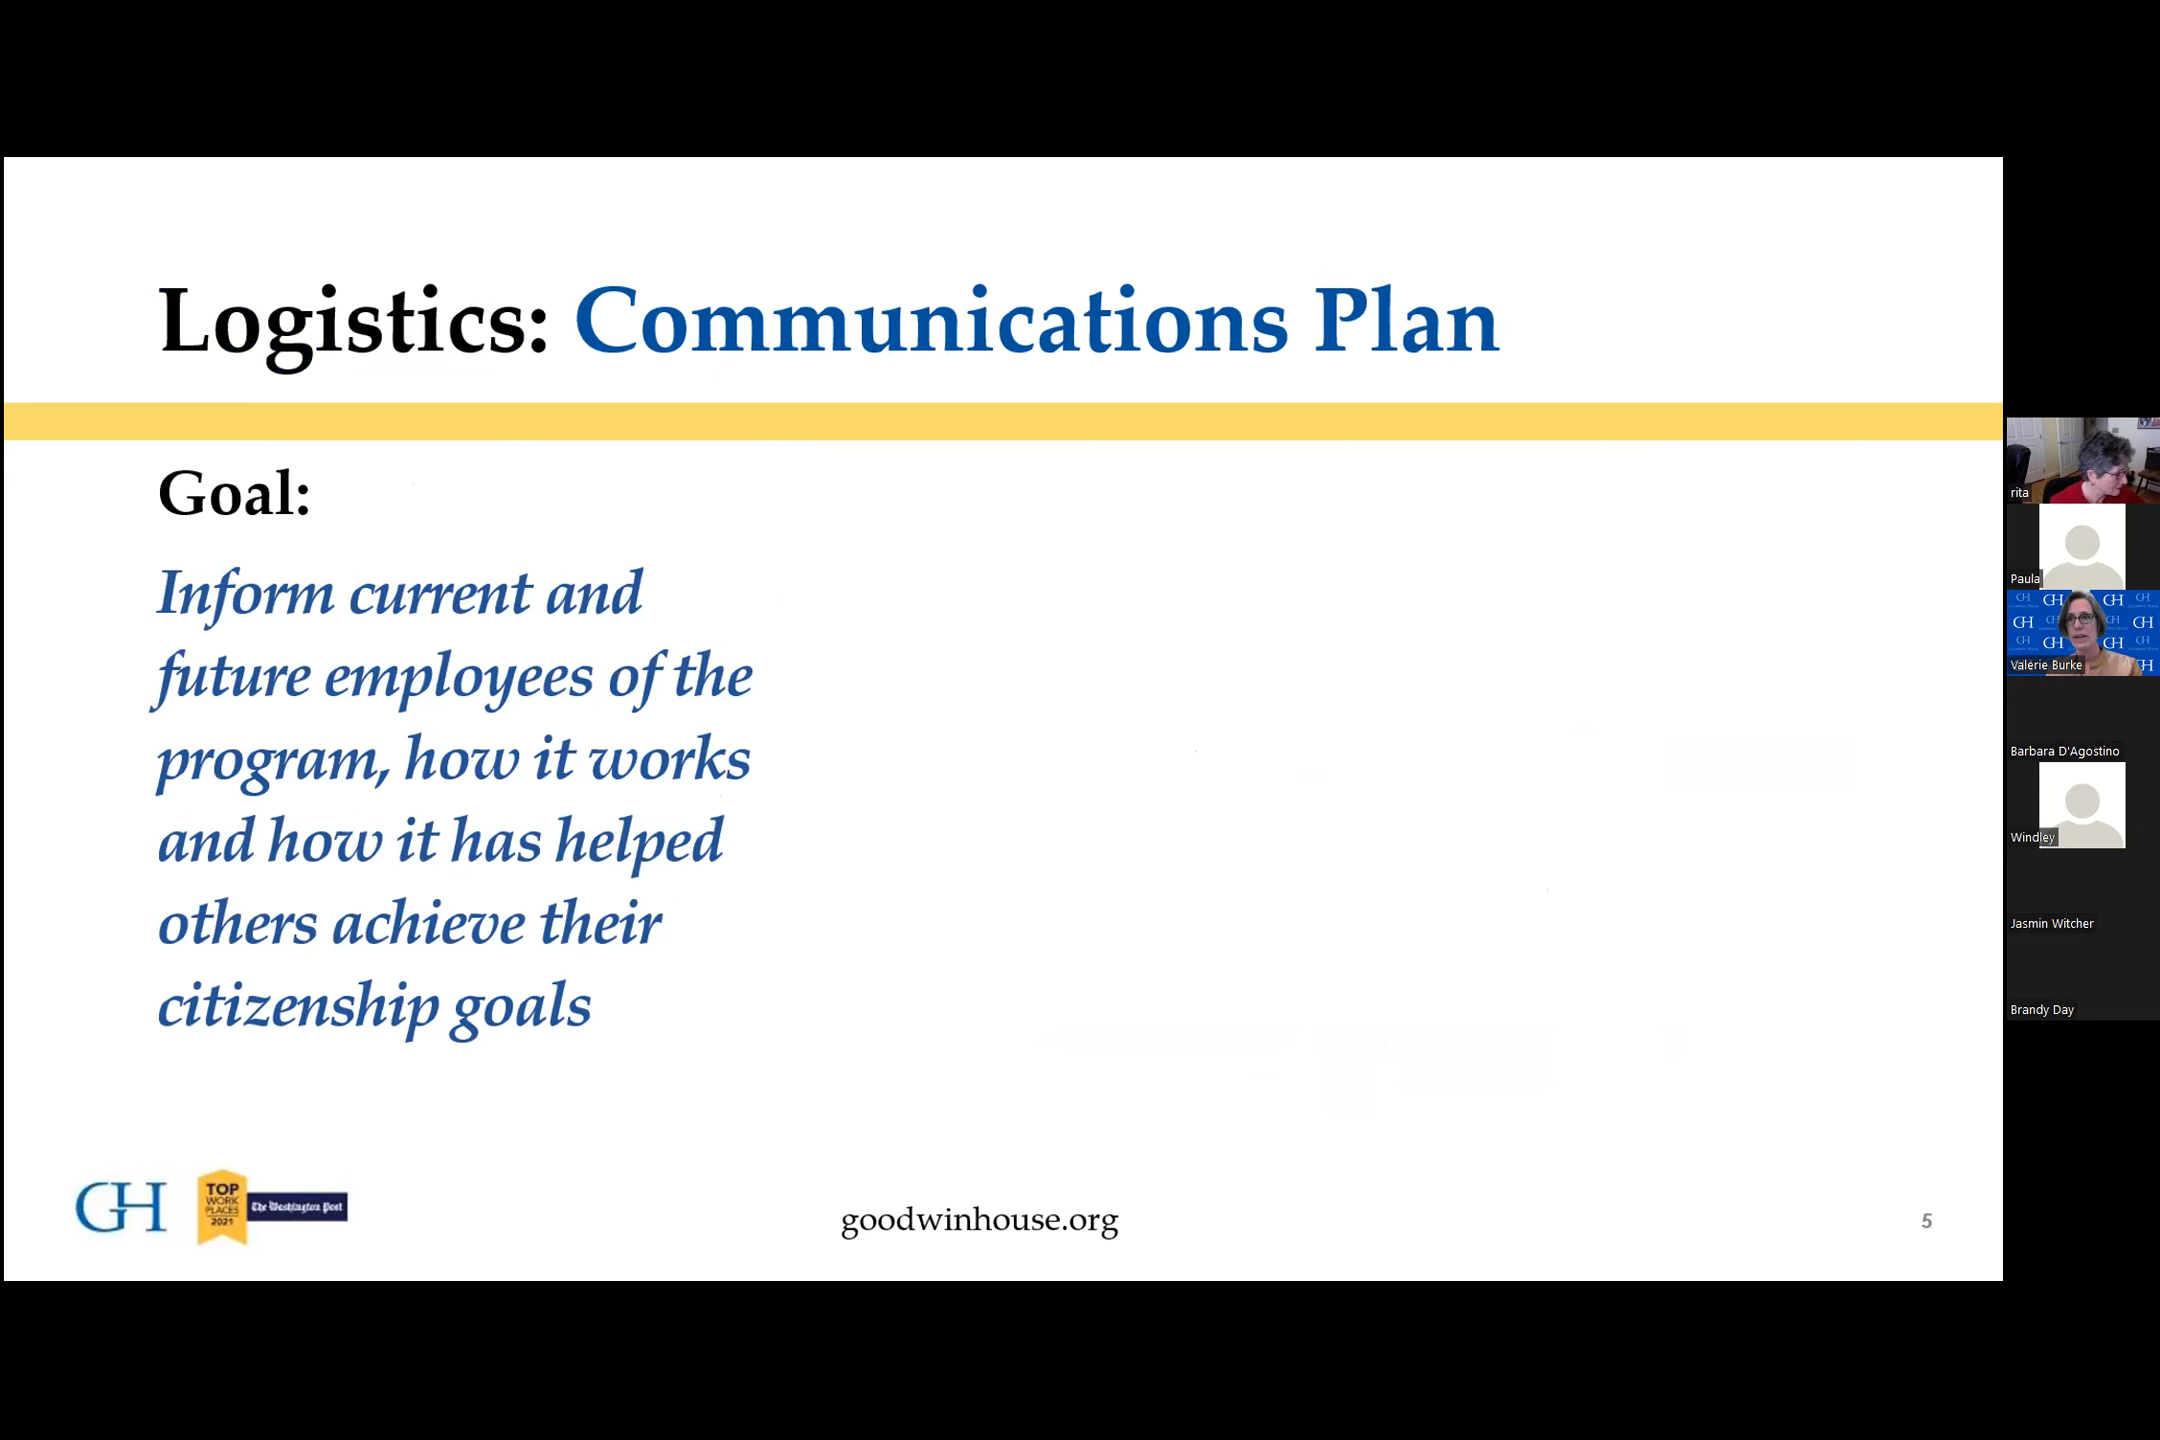 Logistics: Communications Plan
Goal:
Inform current and
future employees of the
program, how it works
and how it has helped
others achieve their
citizenship goals
GH
TOP
WORK
PLACES
2021
The Washington Post
goodwinhouse.org
5
rita
Paula
Valerie Burke
Barbara D'Agostino
Windley
Jasmin Witcher
Brandy Day